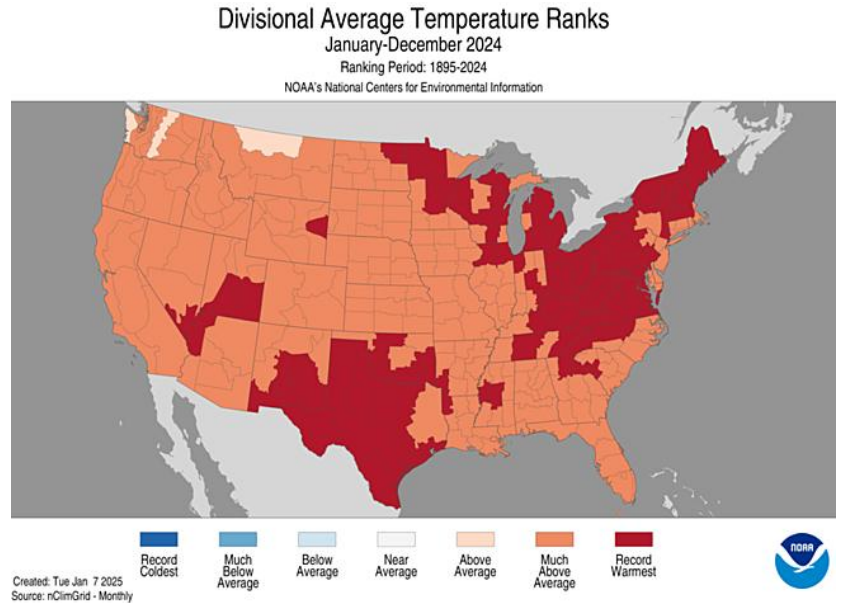 Divisional Average Temperature Ranks
January-December 2024
Ranking Period: 1895-2024
NOAA's National Centers for Environmental Information
Record
Coldest
Much
Below
Average
Below
Average
Near
Average
Above
Average
Much
Above
Average
Record
Warmest
NOAA
Created: Tue Jan 7 2025
Source: nClimGrid - Monthly